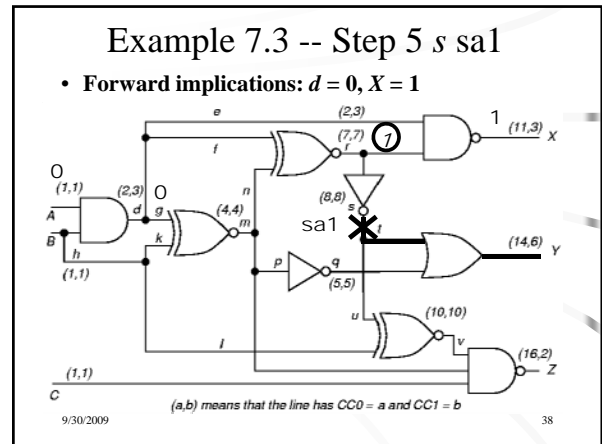 Example 7.3 -- Step 5 s sa1
• Forward implications: d = 0, X = 1
e (2,3) 1
(7,7) 1 (11,3) X
f r
0 n
(1,1) (2,3) 0 (8,8) s
A d g (4,4) m sa1 t
B k (14,6) Y
h p q
(1,1) (5,5)
u (10,10)
l v (16,2)
(1,1) Z
C
(a,b) means that the line has CC0 = a and CC1 = b
9/30/2009 38